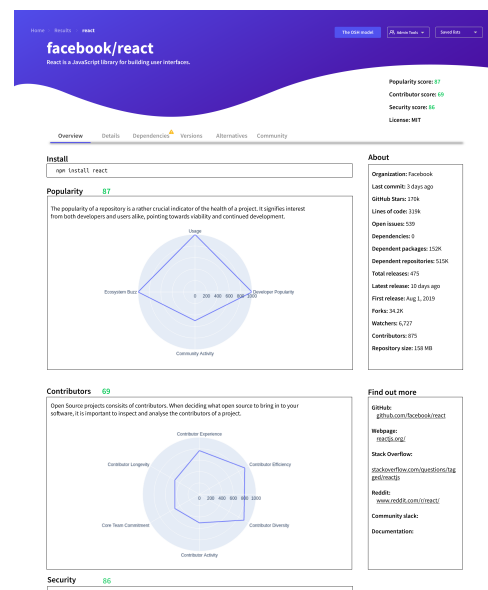 Home Results react
The OSH model
Admin Tools
Saved lists
facebook/react
React is a JavaScript library for building user interfaces.
Popularity score: 87
Contributor score: 69
Security score: 86
License: MIT
Overview Details Dependencies Versions Alternatives Community
Install
npm install react
Popularity 87
The popularity of a repository is a rather crucial indicator of the health of a project. It signifies interest
from both developers and users alike, pointing towards viability and continued development.
Usage
Ecosystem Buzz
0 200 400 600 800 1000
Developer Popularity
Community Activity
About
Organization: Facebook
Last commit: 3 days ago
GitHub Stars: 170k
Lines of code: 319k
Open issues: 539
Dependencies: 0
Dependent packages: 152K
Dependent repositories: 515K
Total releases: 475
Latest release: 10 days ago
First release: Aug 1, 2019
Forks: 34.2K
Watchers: 6,727
Contributors: 875
Repository size: 158 MB
Contributors 69
Open Source projects consisits of contributors. When deciding what open source to bring in to your
software, it is important to inspect and analyse the contributors of a project.
Contributor Experience
Contributor Longevity
Contributor Efficiency
0 200 400 600 800 1000
Core Team Commitment
Contributor Diversity
Contributor Activity
Find out more
GitHub:
github.com/facebook/react
Webpage:
reactjs.org/
Stack Overflow:
stackoverflow.com/questions/tag
ged/reactjs
Reddit:
www.reddit.com/r/react/
Community slack:
Documentation:
Security 86